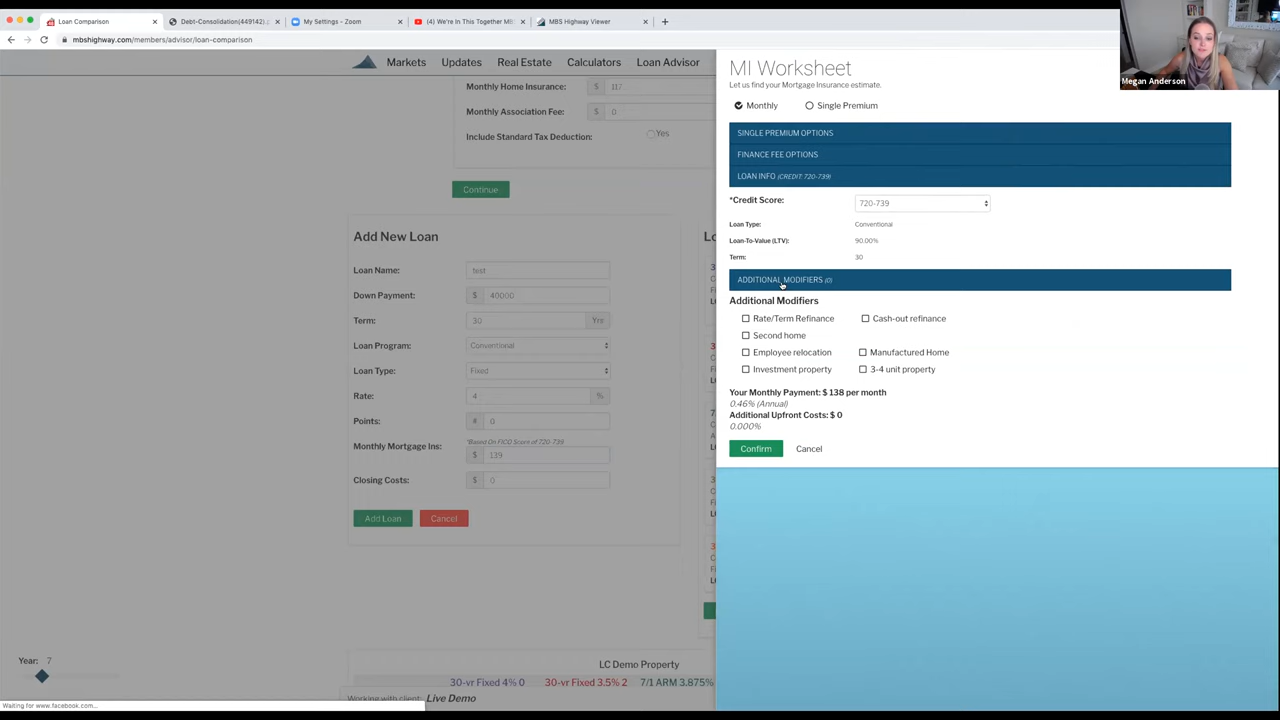 Loan Comparison
Debt-Consolidation(449142).p
My Settings - Zoom
(4) We're In This Together MBS
MBS Highway Viewer
mbshighway.com/members/advisor/loan-comparison
Megan Anderson
Markets Updates Real Estate Calculators Loan Advisor
Monthly Home Insurance: $ 117
Monthly Association Fee: $ 0
Include Standard Tax Deduction: Yes
Continue
Add New Loan
Loan Name: test
Down Payment: $ 40000
Term: 30 Yrs
Loan Program: Conventional
Loan Type: Fixed
Rate: 4 %
Points: # 0
*Based On FICO Score of 720-739
Monthly Mortgage Ins: $ 139
Closing Costs: $ 0
Add Loan Cancel
Year: 7
LC Demo Property
30-yr Fixed 4% 0 30-yr Fixed 3.5% 2 7/1 ARM 3.875%
Working with client: Live Demo
Waiting for www.facebook.com...
MI Worksheet
Let us find your Mortgage Insurance estimate.
Monthly Single Premium
SINGLE PREMIUM OPTIONS
FINANCE FEE OPTIONS
LOAN INFO (CREDIT: 720-739)
*Credit Score: 720-739
Loan Type: Conventional
Loan-To-Value (LTV): 90.00%
Term: 30
ADDITIONAL MODIFIERS (0)
Additional Modifiers
Rate/Term Refinance Cash-out refinance
Second home
Employee relocation Manufactured Home
Investment property 3-4 unit property
Your Monthly Payment: $ 138 per month
0.46% (Annual)
Additional Upfront Costs: $ 0
0.000%
Confirm Cancel